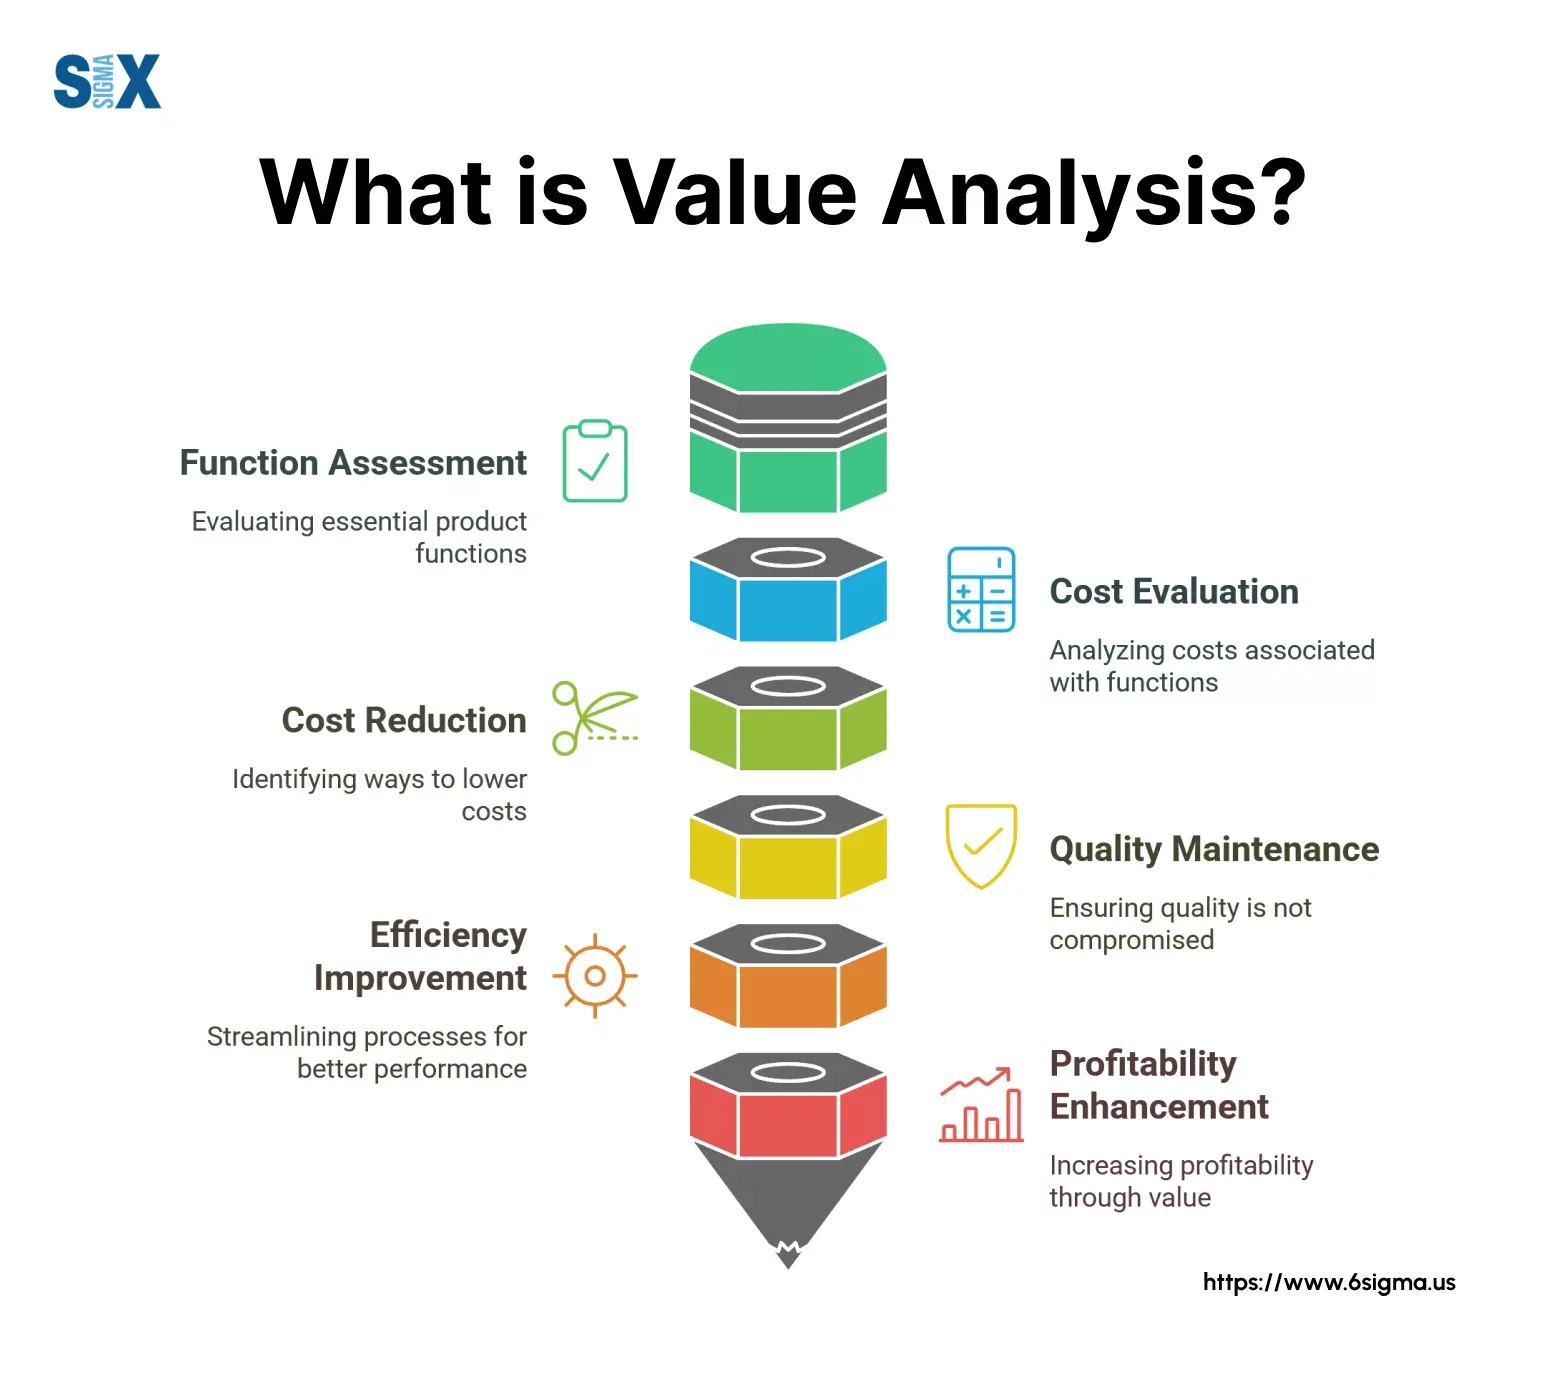 SIX
SIGMA
What is Value Analysis?
Function Assessment
Evaluating essential product
functions
Cost Evaluation
Analyzing costs associated
with functions
Cost Reduction
Identifying ways to lower
costs
Quality Maintenance
Ensuring quality is not
compromised
Efficiency
Improvement
Streamlining processes for
better performance
Profitability
Enhancement
Increasing profitability
through value
https://www.6sigma.us